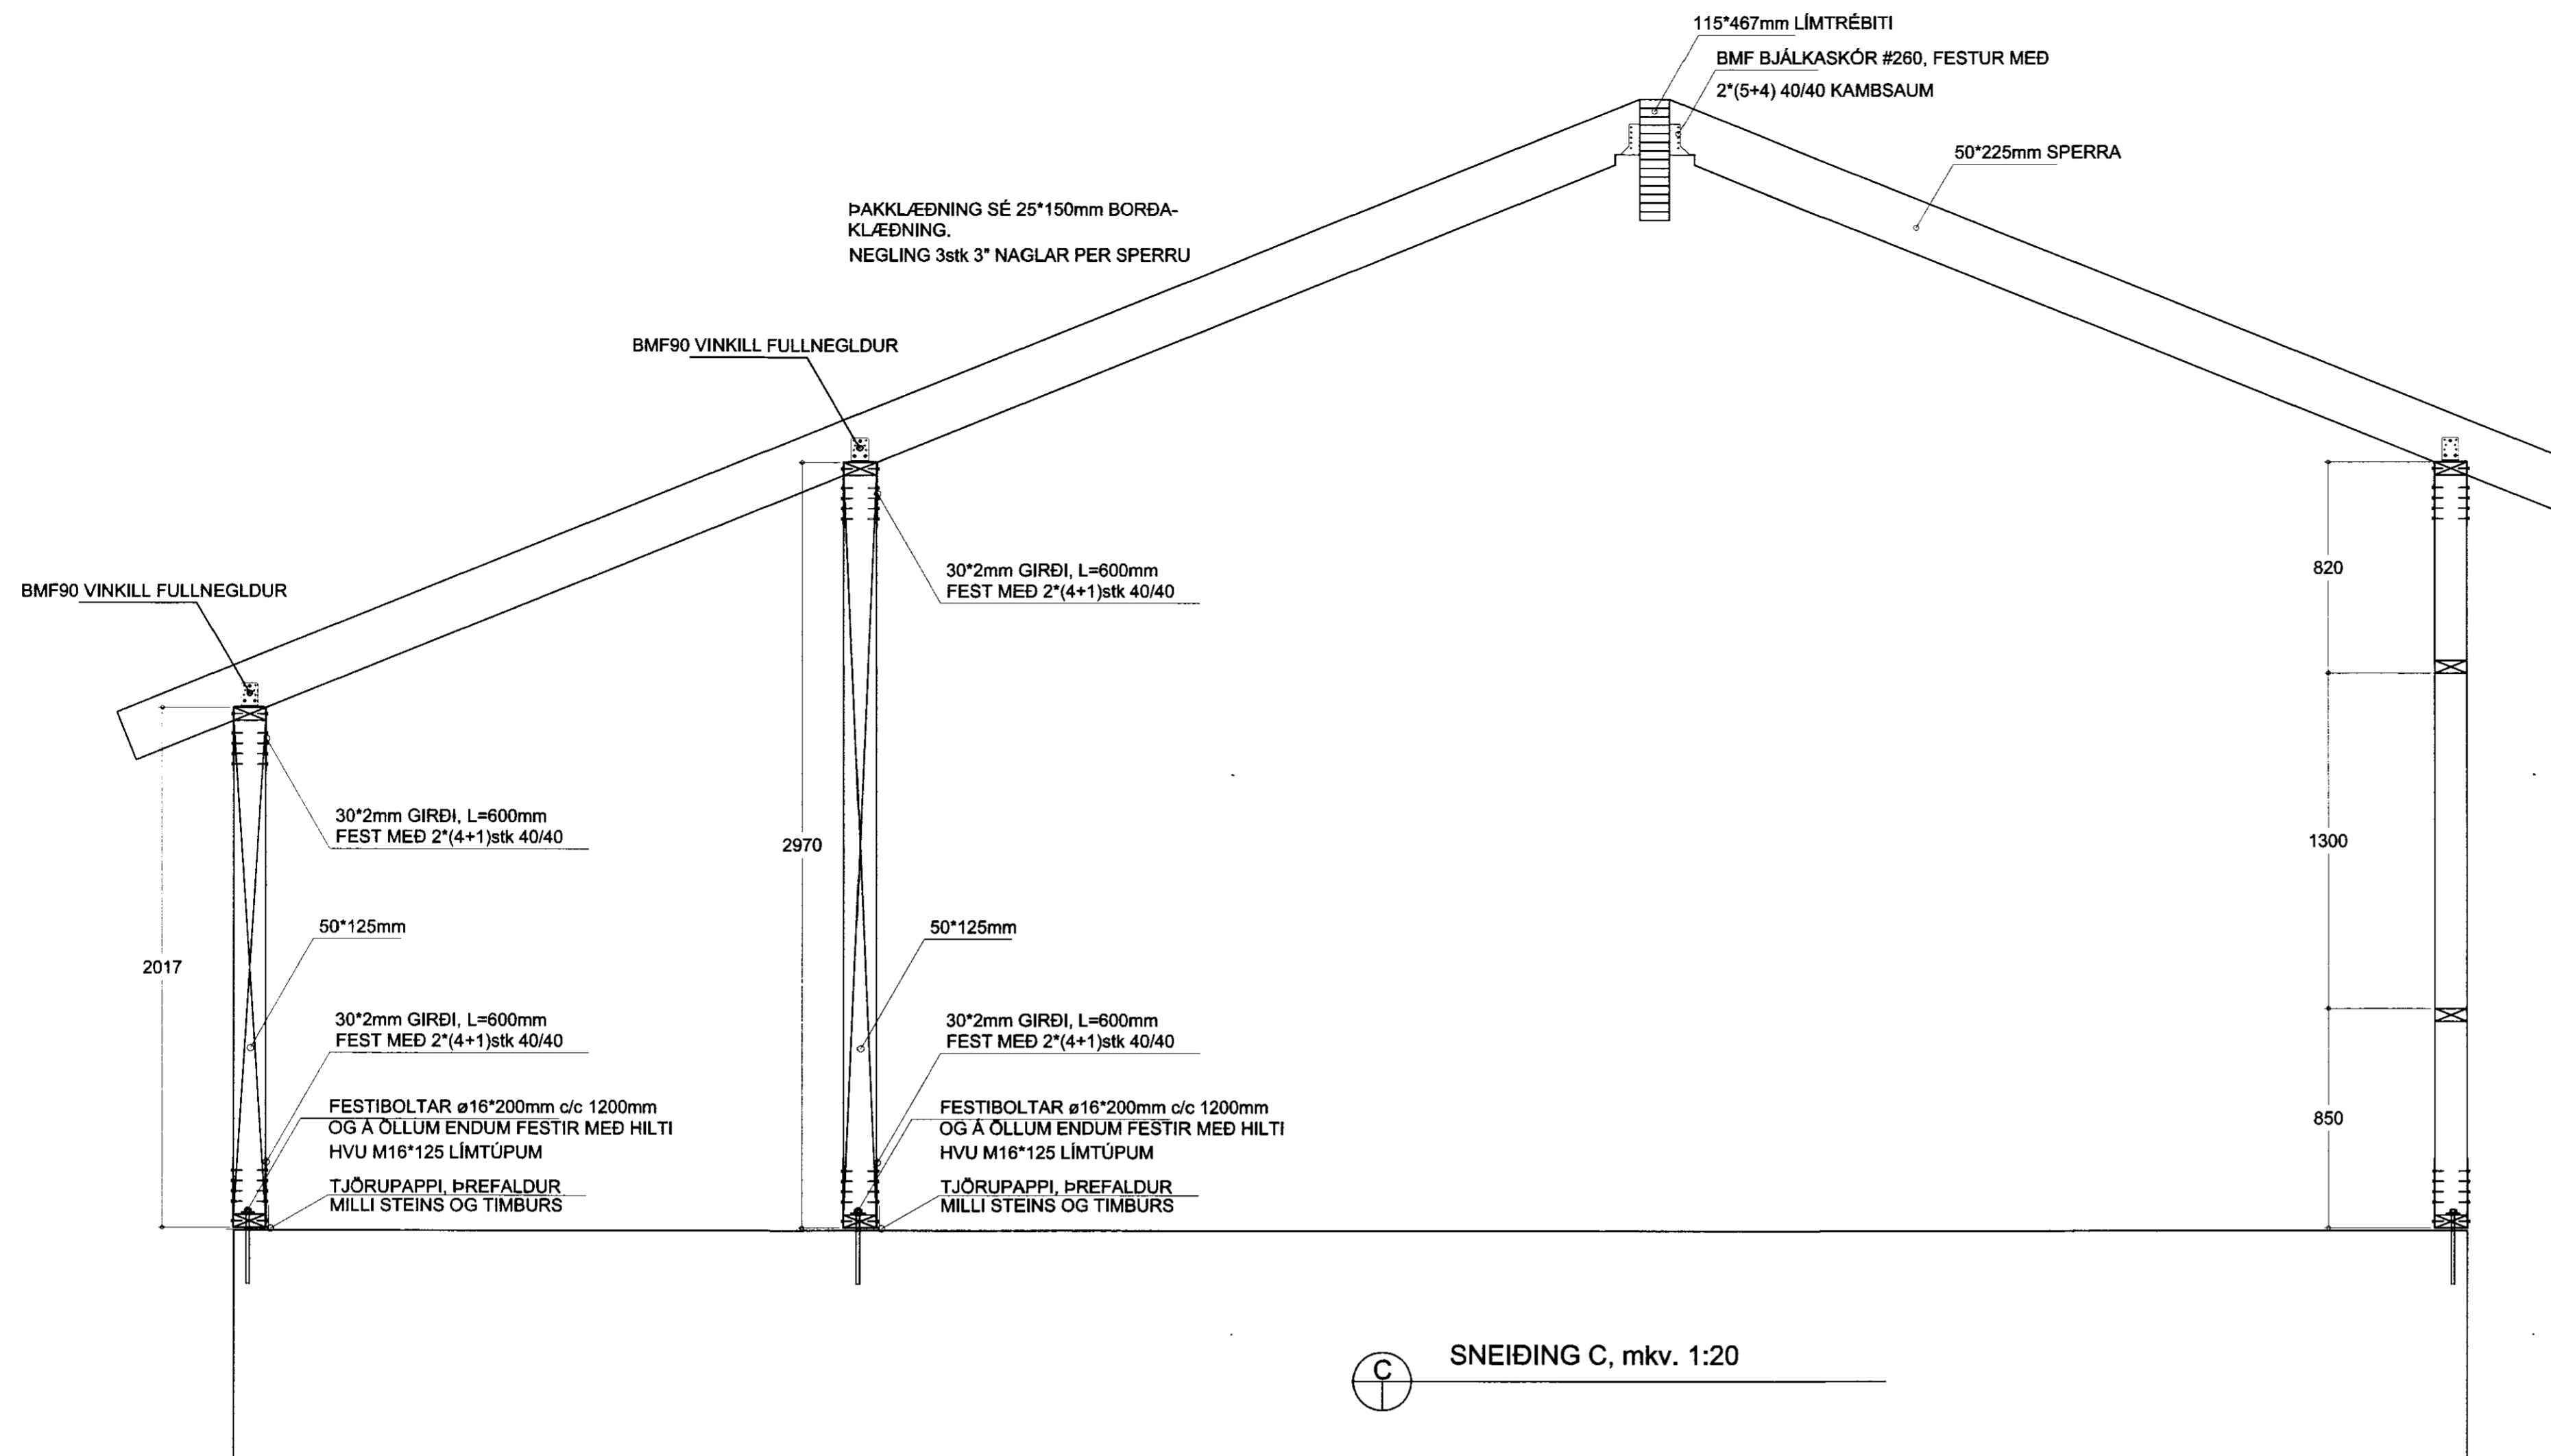 115*467mm LÍMTRÉBITI
BMF BJÁLKASKÓR #260, FESTUR MEÐ
2*(5+4) 40/40 KAMBSAUM
50*225mm SPERRA
ÞAKKLÆÐNING SÉ 25*150mm BORÐA-
KLÆÐNING.
NEGLING 3stk 3" NAGLAR PER SPERRU
BMF90 VINKILL FULLNEGLDUR
BMF90 VINKILL FULLNEGLDUR
30*2mm GIRÐI, L=600mm
FEST MEÐ 2*(4+1)stk 40/40
820
30*2mm GIRÐI, L=600mm
FEST MEÐ 2*(4+1)stk 40/40
2970
1300
50*125mm
50*125mm
2017
30*2mm GIRÐI, L=600mm
FEST MEÐ 2*(4+1)stk 40/40
30*2mm GIRÐI, L=600mm
FEST MEÐ 2*(4+1)stk 40/40
FESTIBOLTAR ø16*200mm c/c 1200mm
OG Á ÖLLUM ENDUM FESTIR MEÐ HILTI
HVU M16*125 LÍMTÚPUM
FESTIBOLTAR ø16*200mm c/c 1200mm
OG Á ÖLLUM ENDUM FESTIR MEÐ HILTI
HVU M16*125 LÍMTÚPUM
850
TJÖRUPAPPI, ÞREFALDUR
MILLI STEINS OG TIMBURS
TJÖRUPAPPI, ÞREFALDUR
MILLI STEINS OG TIMBURS
C
SNEIÐING C, mkv. 1:20